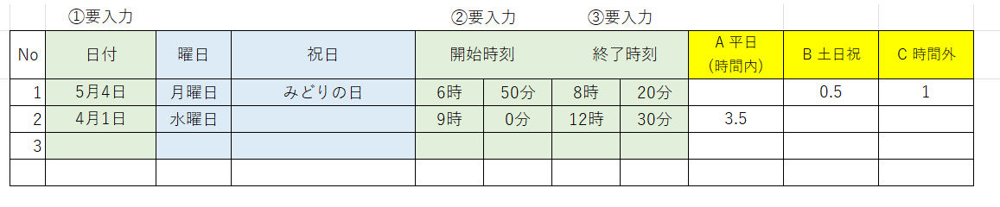 ①要入力 ②要入力 ③要入力
No 日付 曜日 祝日 開始時刻 終了時刻 A 平日 (時間内) B 土日祝 C 時間外
1 5月4日 月曜日 みどりの日 6時 50分 8時 20分 0.5 1
2 4月1日 水曜日 9時 0分 12時 30分 3.5
3